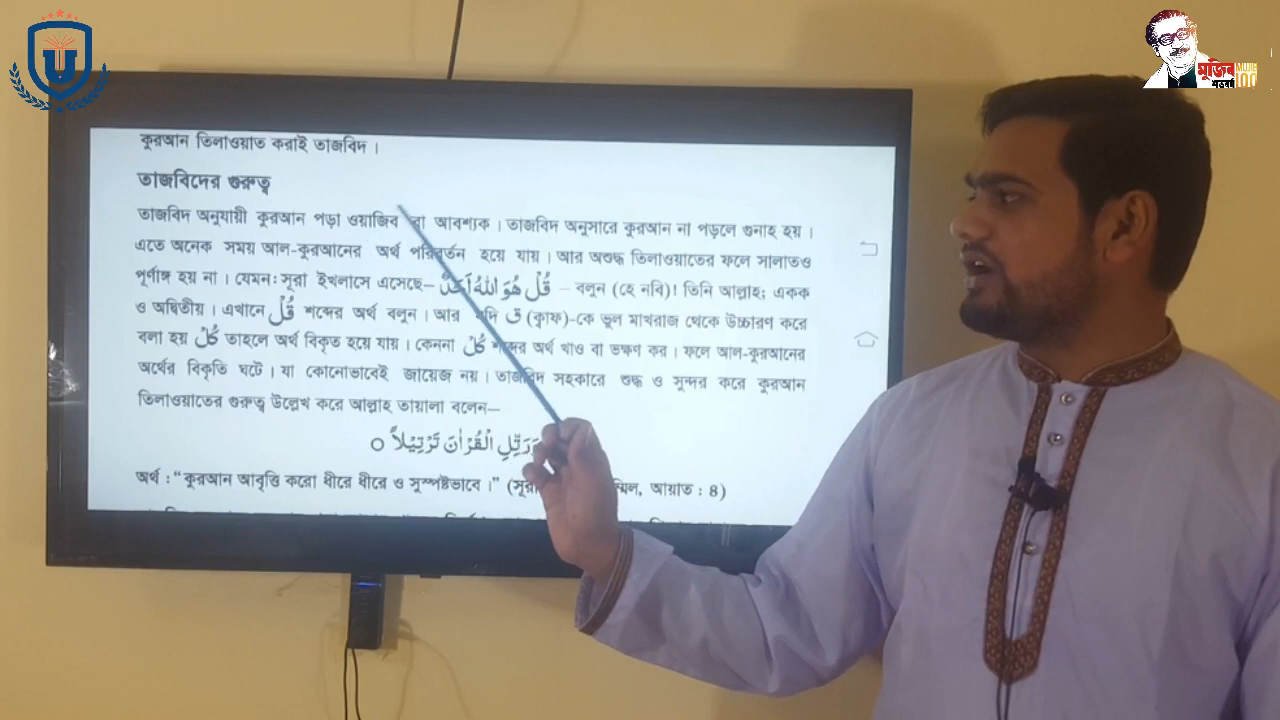 কুরআন তিলাওয়াত করাই তাজবিদ ।
তাজবিদের গুরুত্ব
তাজবিদ অনুযায়ী কুরআন পড়া ওয়াজিব বা আবশ্যক । তাজবিদ অনুসারে কুরআন না পড়লে গুনাহ হয় ।
এতে অনেক সময় আল-কুরআনের অর্থ পরিবর্তন হয়ে যায় । আর অশুদ্ধ তিলাওয়াতের ফলে সালাতও
পূর্ণাঙ্গ হয় না । যেমন: সূরা ইখলাসে এসেছে– قُلْ هُوَ اللّٰهُ اَحَدٌ – বলুন (হে নবি)! তিনি আল্লাহ; একক
ও অদ্বিতীয় । এখানে قُلْ শব্দের অর্থ বলুন । আর যদি ق (ক্বাফ)-কে ভুল মাখরাজ থেকে উচ্চারণ করে
বলা হয় كُلْ তাহলে অর্থ বিকৃত হয়ে যায় । কেননা كُلْ শব্দের অর্থ খাও বা ভক্ষণ কর । ফলে আল-কুরআনের
অর্থের বিকৃতি ঘটে । যা কোনোভাবেই জায়েজ নয় । তাজবিদ সহকারে শুদ্ধ ও সুন্দর করে কুরআন
তিলাওয়াতের গুরুত্ব উল্লেখ করে আল্লাহ তায়ালা বলেন–
وَرَتِّلِ الْقُرْاٰنَ تَرْتِيْلاً ○
অর্থ : “কুরআন আবৃত্তি করো ধীরে ধীরে ও সুস্পষ্টভাবে ।” (সূরা ম্মিল, আয়াত : ৪)
U
মুজিব
শতবর্ষ
100